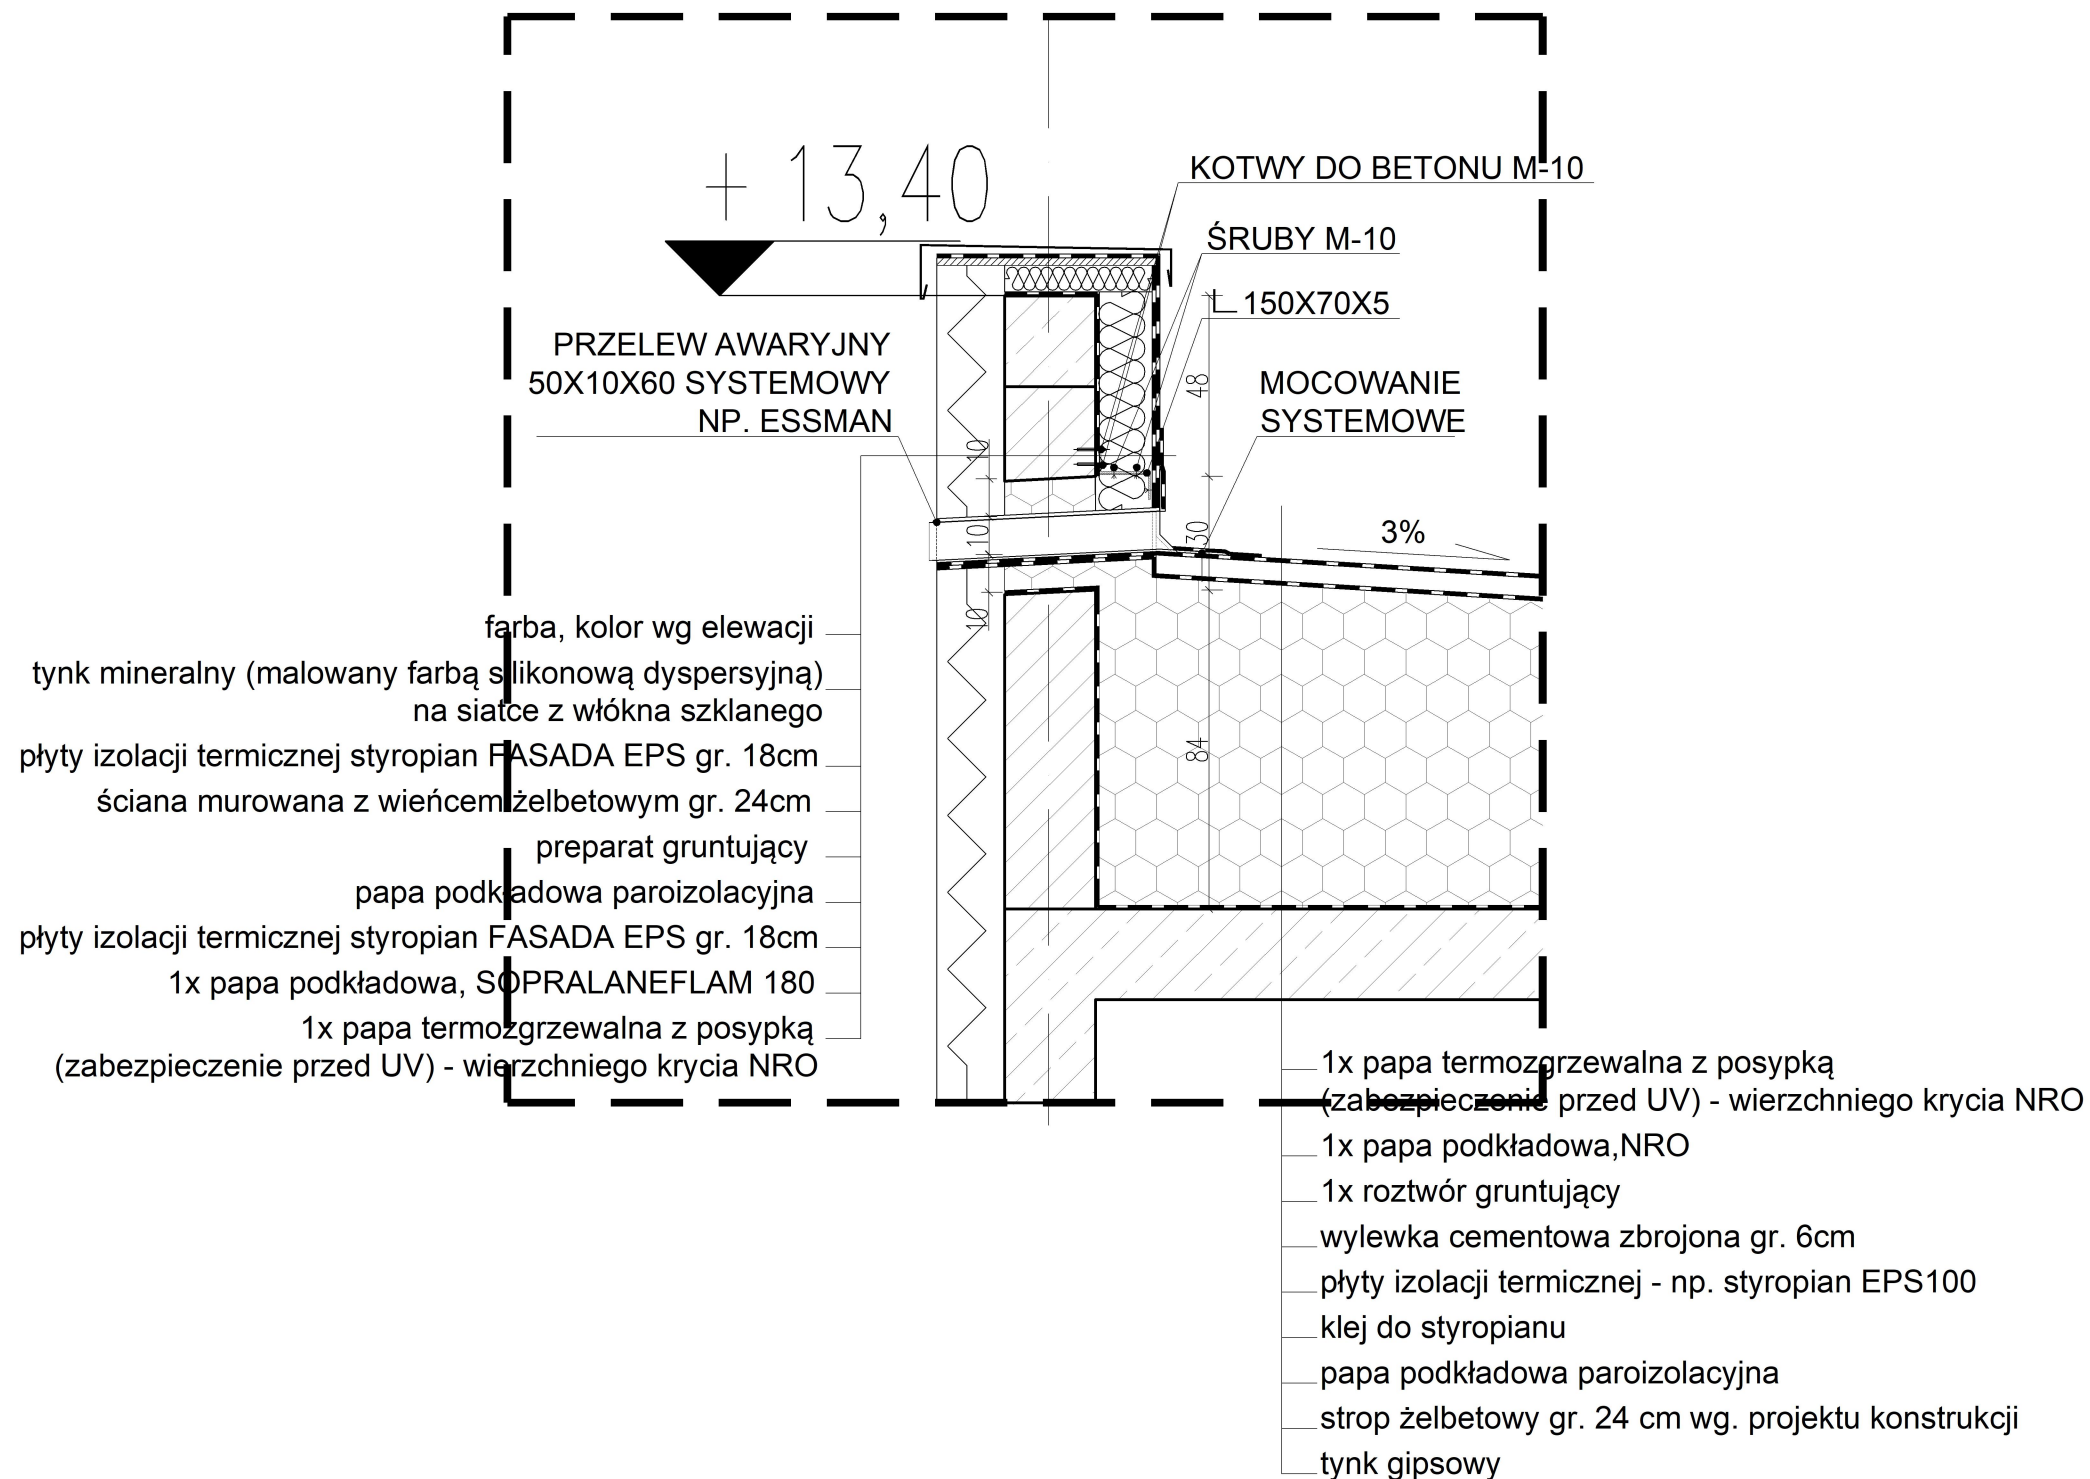 + 13,40
KOTWY DO BETONU M-10
ŚRUBY M-10
150X70X5
PRZELEW AWARYJNY
50X10X60 SYSTEMOWY
NP. ESSMAN
MOCOWANIE
SYSTEMOWE
48
10
10
30
3%
10
84
farba, kolor wg elewacji
tynk mineralny (malowany farbą silikonową dyspersyjną)
na siatce z włókna szklanego
płyty izolacji termicznej styropian FASADA EPS gr. 18cm
ściana murowana z wieńcem żelbetowym gr. 24cm
preparat gruntujący
papa podkładowa paroizolacyjna
płyty izolacji termicznej styropian FASADA EPS gr. 18cm
1x papa podkładowa, SOPRALANEFLAM 180
1x papa termozgrzewalna z posypką
(zabezpieczenie przed UV) - wierzchniego krycia NRO
1x papa termozgrzewalna z posypką
(zabezpieczenie przed UV) - wierzchniego krycia NRO
1x papa podkładowa,NRO
1x roztwór gruntujący
wylewka cementowa zbrojona gr. 6cm
płyty izolacji termicznej - np. styropian EPS100
klej do styropianu
papa podkładowa paroizolacyjna
strop żelbetowy gr. 24 cm wg. projektu konstrukcji
tynk gipsowy